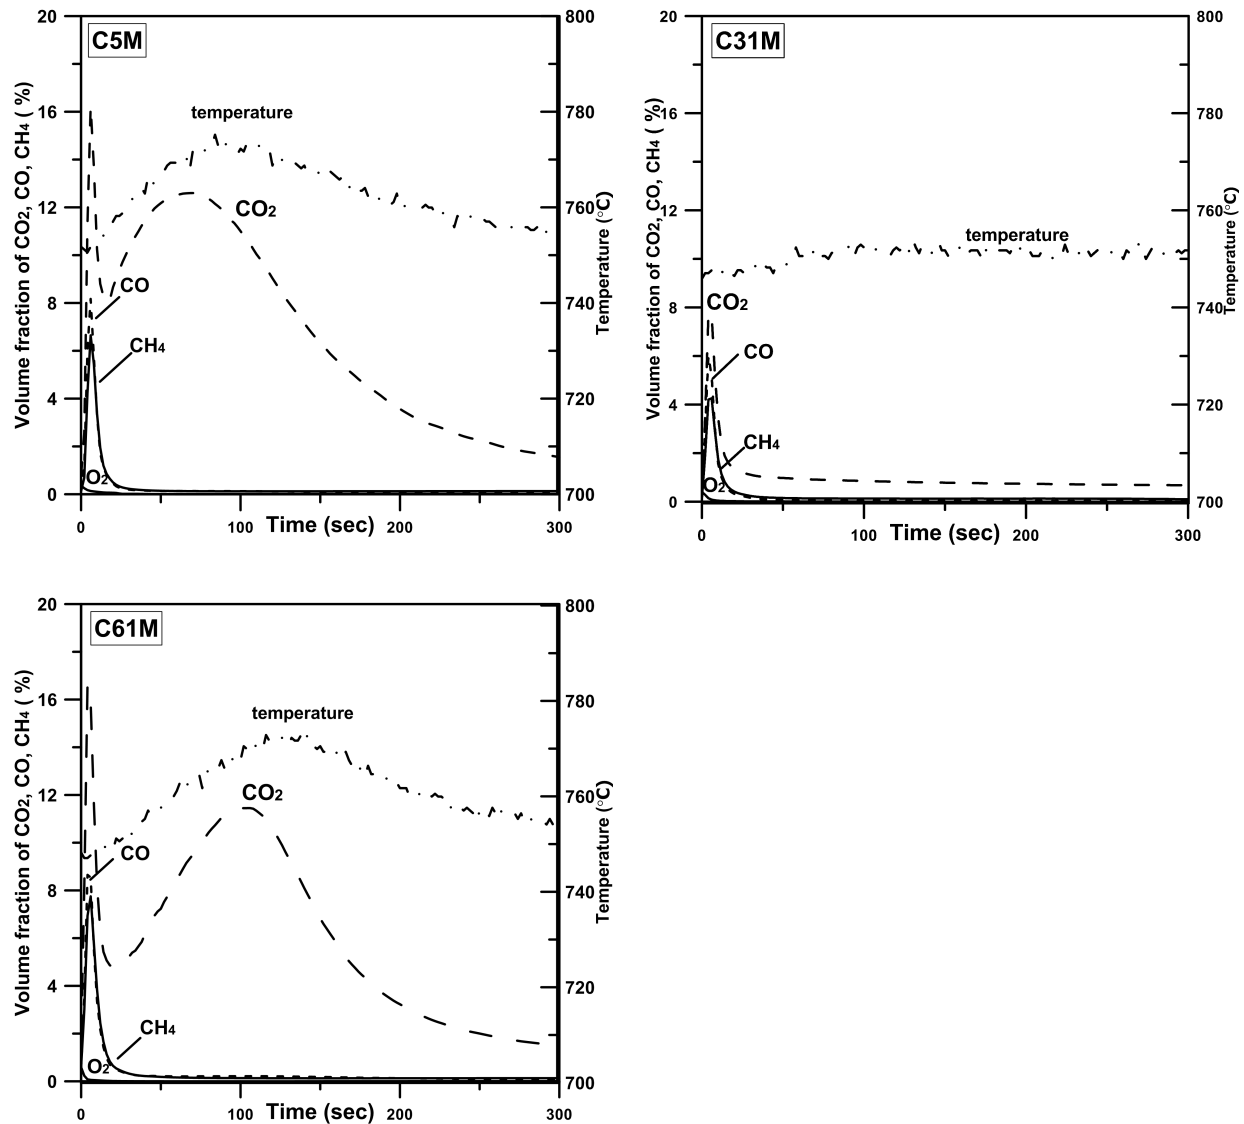 C5M
20
16
12
8
4
0
Volume fraction of CO2, CO, CH4 ( %)
temperature
CO2
CO
CH4
O2
800
780
760
740
720
700
Temperature (°C)
0
100
200
300
Time (sec)
C31M
20
16
12
8
4
0
Volume fraction of CO2, CO, CH4 ( %)
temperature
CO2
CO
CH4
O2
800
780
760
740
720
700
Temperature (°C)
0
100
200
300
Time (sec)
C61M
20
16
12
8
4
0
Volume fraction of CO2, CO, CH4 ( %)
temperature
CO2
CO
CH4
O2
800
780
760
740
720
700
Temperature (°C)
0
100
200
300
Time (sec)